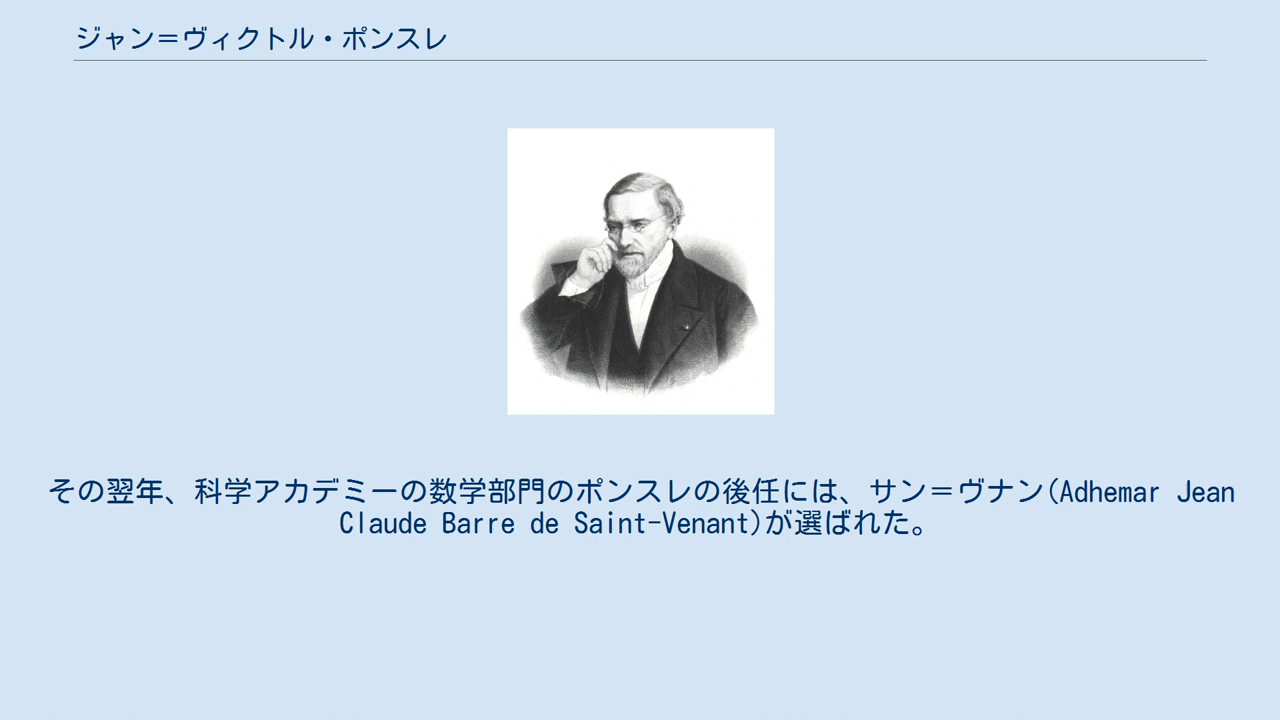 ジャン＝ヴィクトル・ポンスレ
その翌年、科学アカデミーの数学部門のポンスレの後任には、サン＝ヴナン(Adhemar Jean
Claude Barre de Saint-Venant)が選ばれた。